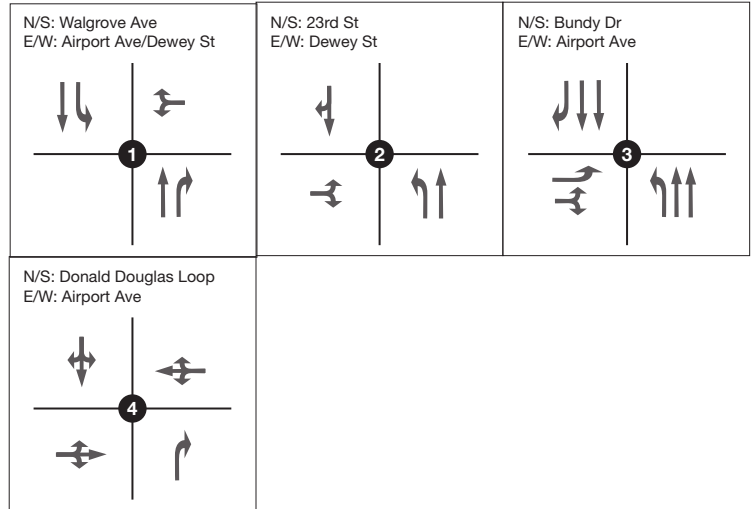 N/S: Walgrove Ave
E/W: Airport Ave/Dewey St
1
N/S: 23rd St
E/W: Dewey St
2
N/S: Bundy Dr
E/W: Airport Ave
3
N/S: Donald Douglas Loop
E/W: Airport Ave
4